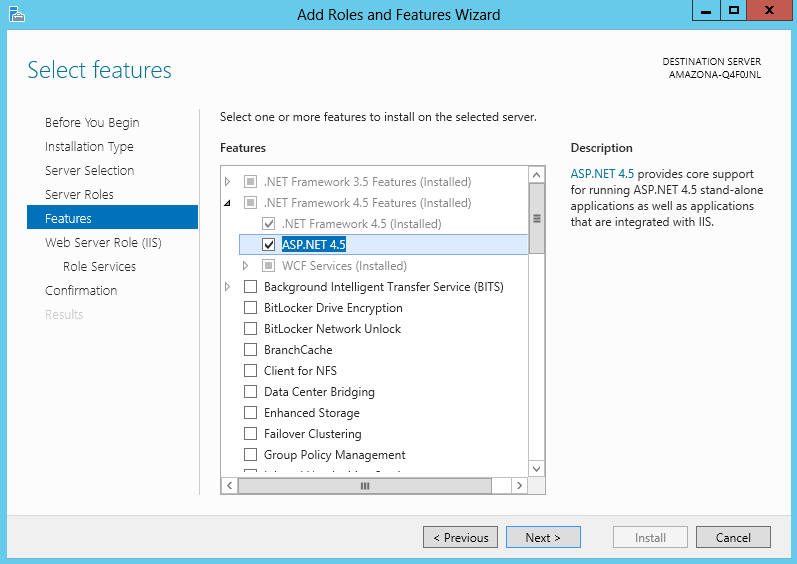 Add Roles and Features Wizard
Select features
DESTINATION SERVER
AMAZONA-Q4F0JNL
Before You Begin
Installation Type
Server Selection
Server Roles
Features
Web Server Role (IIS)
Role Services
Confirmation
Results
Select one or more features to install on the selected server.
Features
.NET Framework 3.5 Features (Installed)
.NET Framework 4.5 Features (Installed)
.NET Framework 4.5 (Installed)
ASP.NET 4.5
WCF Services (Installed)
Background Intelligent Transfer Service (BITS)
BitLocker Drive Encryption
BitLocker Network Unlock
BranchCache
Client for NFS
Data Center Bridging
Enhanced Storage
Failover Clustering
Group Policy Management
Description
ASP.NET 4.5 provides core support
for running ASP.NET 4.5 stand-alone
applications as well as applications
that are integrated with IIS.
< Previous
Next >
Install
Cancel